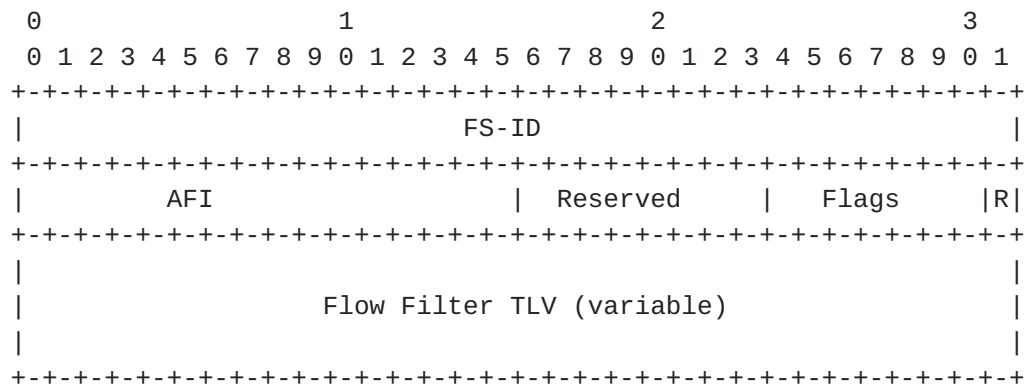 0                   1                   2                   3
 0 1 2 3 4 5 6 7 8 9 0 1 2 3 4 5 6 7 8 9 0 1 2 3 4 5 6 7 8 9 0 1
+-+-+-+-+-+-+-+-+-+-+-+-+-+-+-+-+-+-+-+-+-+-+-+-+-+-+-+-+-+-+-+-+
|                            FS-ID                              |
+-+-+-+-+-+-+-+-+-+-+-+-+-+-+-+-+-+-+-+-+-+-+-+-+-+-+-+-+-+-+-+-+
|         AFI                   |  Reserved     |   Flags     |R|
+-+-+-+-+-+-+-+-+-+-+-+-+-+-+-+-+-+-+-+-+-+-+-+-+-+-+-+-+-+-+-+-+
|                                                               |
|                   Flow Filter TLV (variable)                  |
|                                                               |
+-+-+-+-+-+-+-+-+-+-+-+-+-+-+-+-+-+-+-+-+-+-+-+-+-+-+-+-+-+-+-+-+